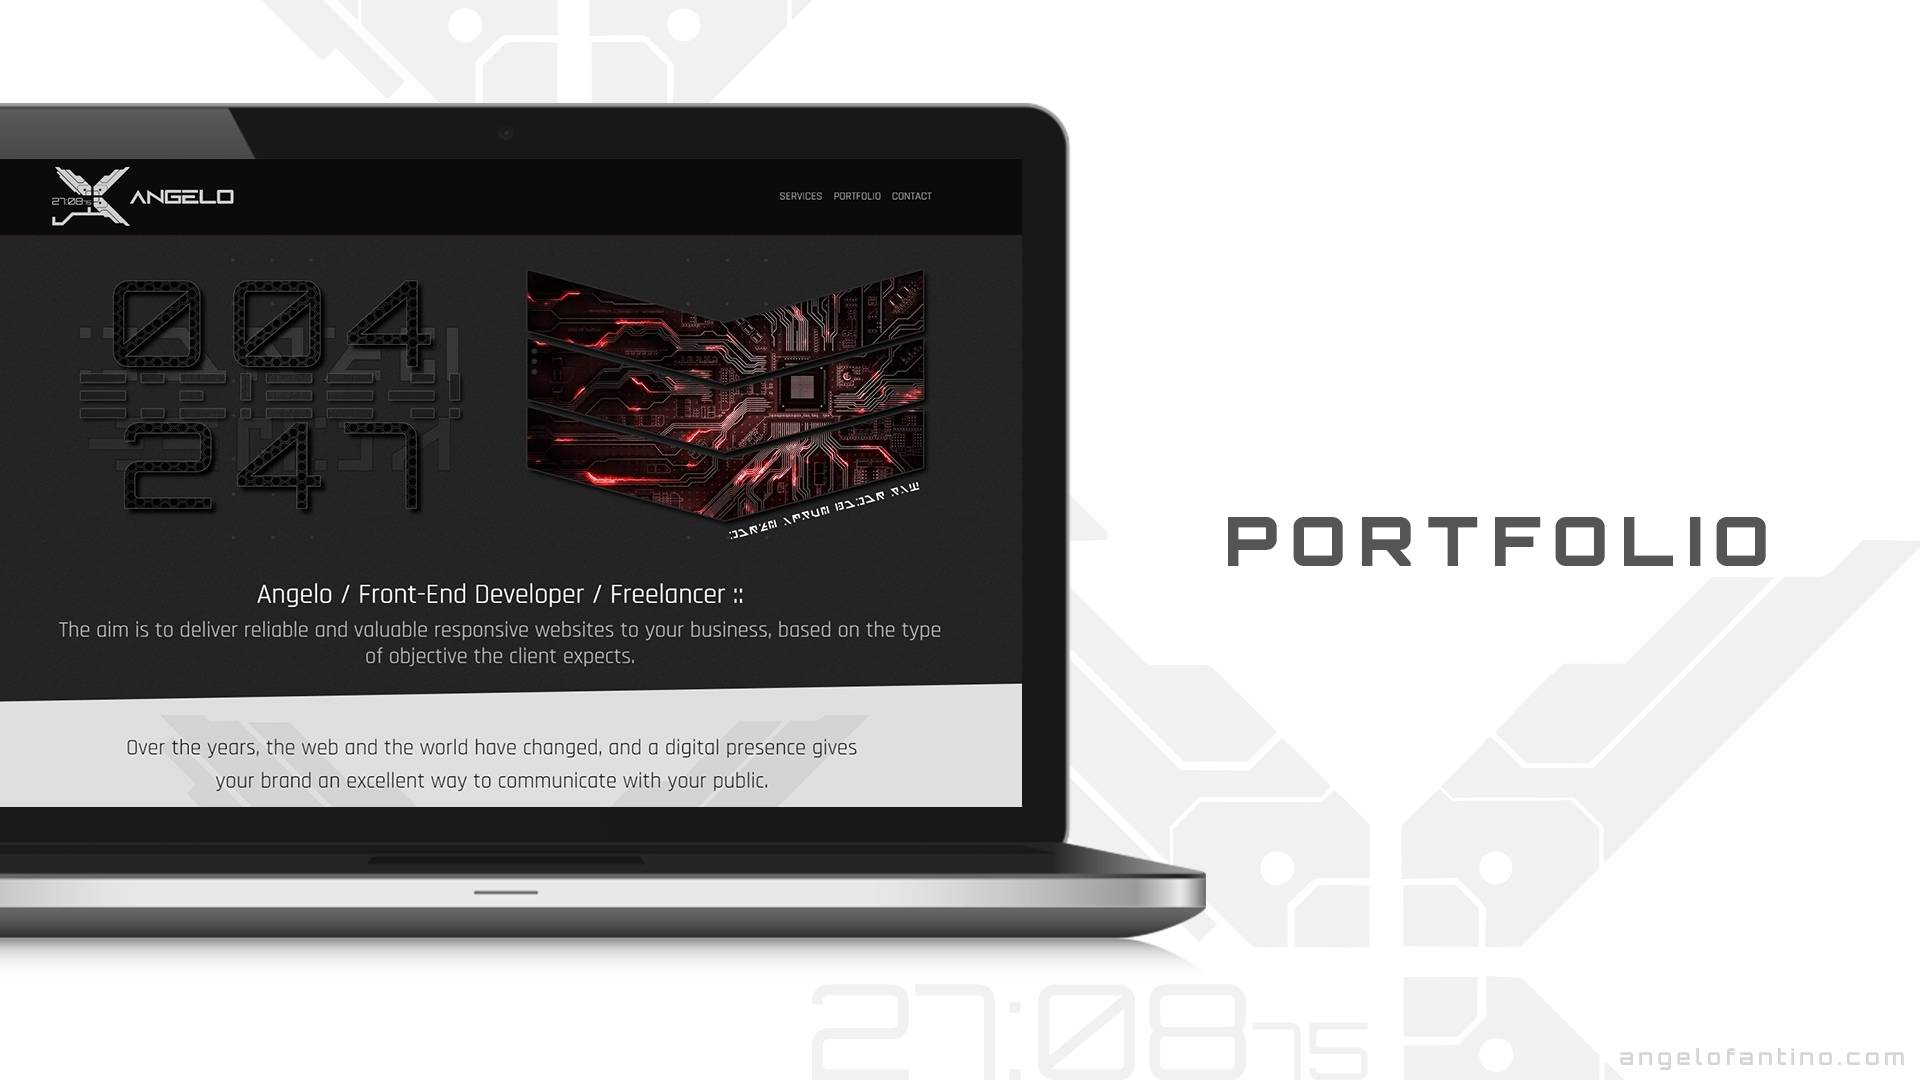 27:08 75
ANGELO
SERVICES PORTFOLIO CONTACT
004
247
Angelo / Front-End Developer / Freelancer ::
The aim is to deliver reliable and valuable responsive websites to your business, based on the type
of objective the client expects.
Over the years, the web and the world have changed, and a digital presence gives
your brand an excellent way to communicate with your public.
PORTFOLIO
27:08 75
angelofantino.com